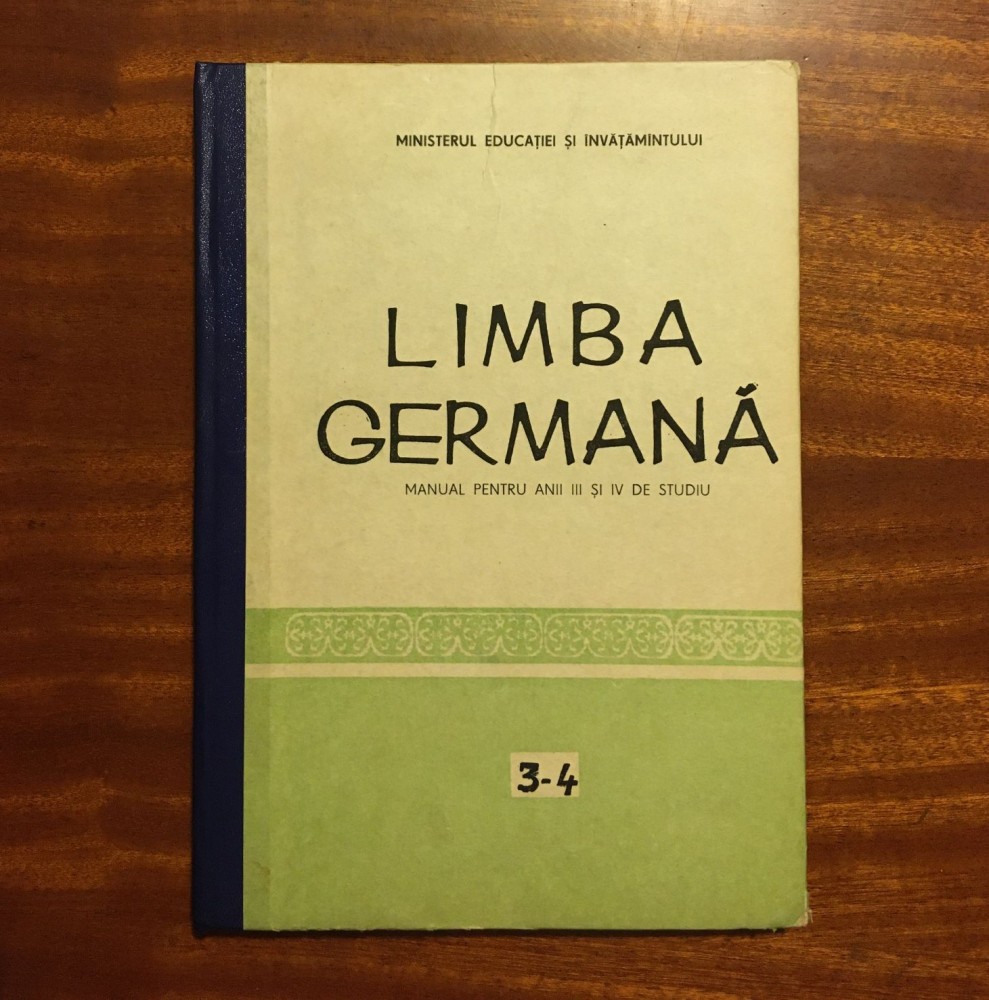 MINISTERUL EDUCAȚIEI ȘI ÎNVĂȚĂMÎNTULUI
LIMBA
GERMANĂ
MANUAL PENTRU ANII III ȘI IV DE STUDIU
3-4